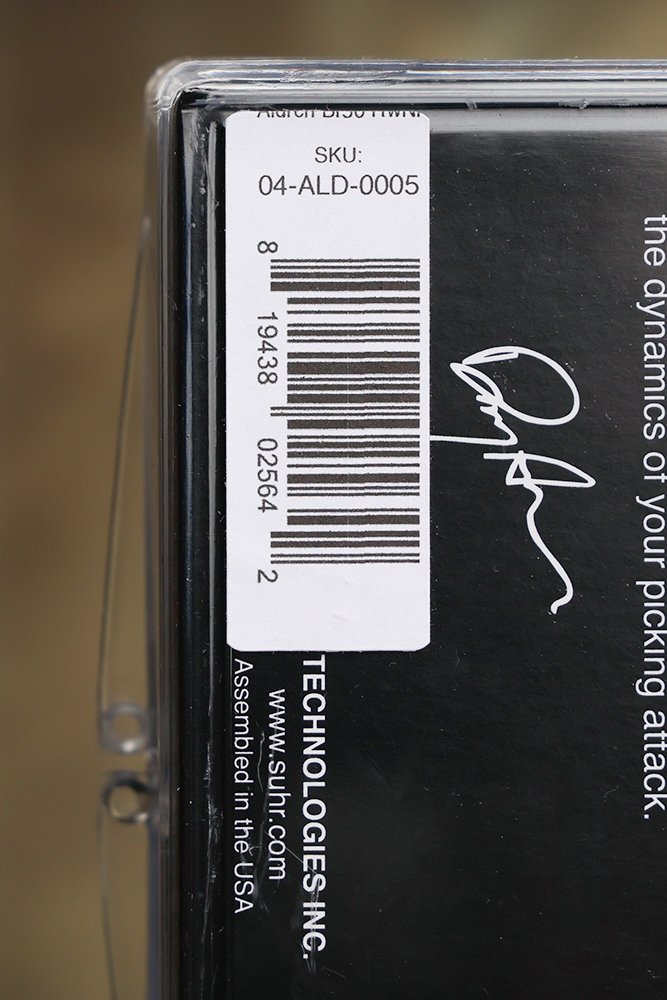 SKU:
04-ALD-0005
8 19438 02564 2
the dynamics of your picking attack.
TECHNOLOGIES INC.
www.suhr.com
Assembled in the USA